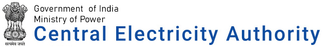 Government of India
Ministry of Power
Central Electricity Authority